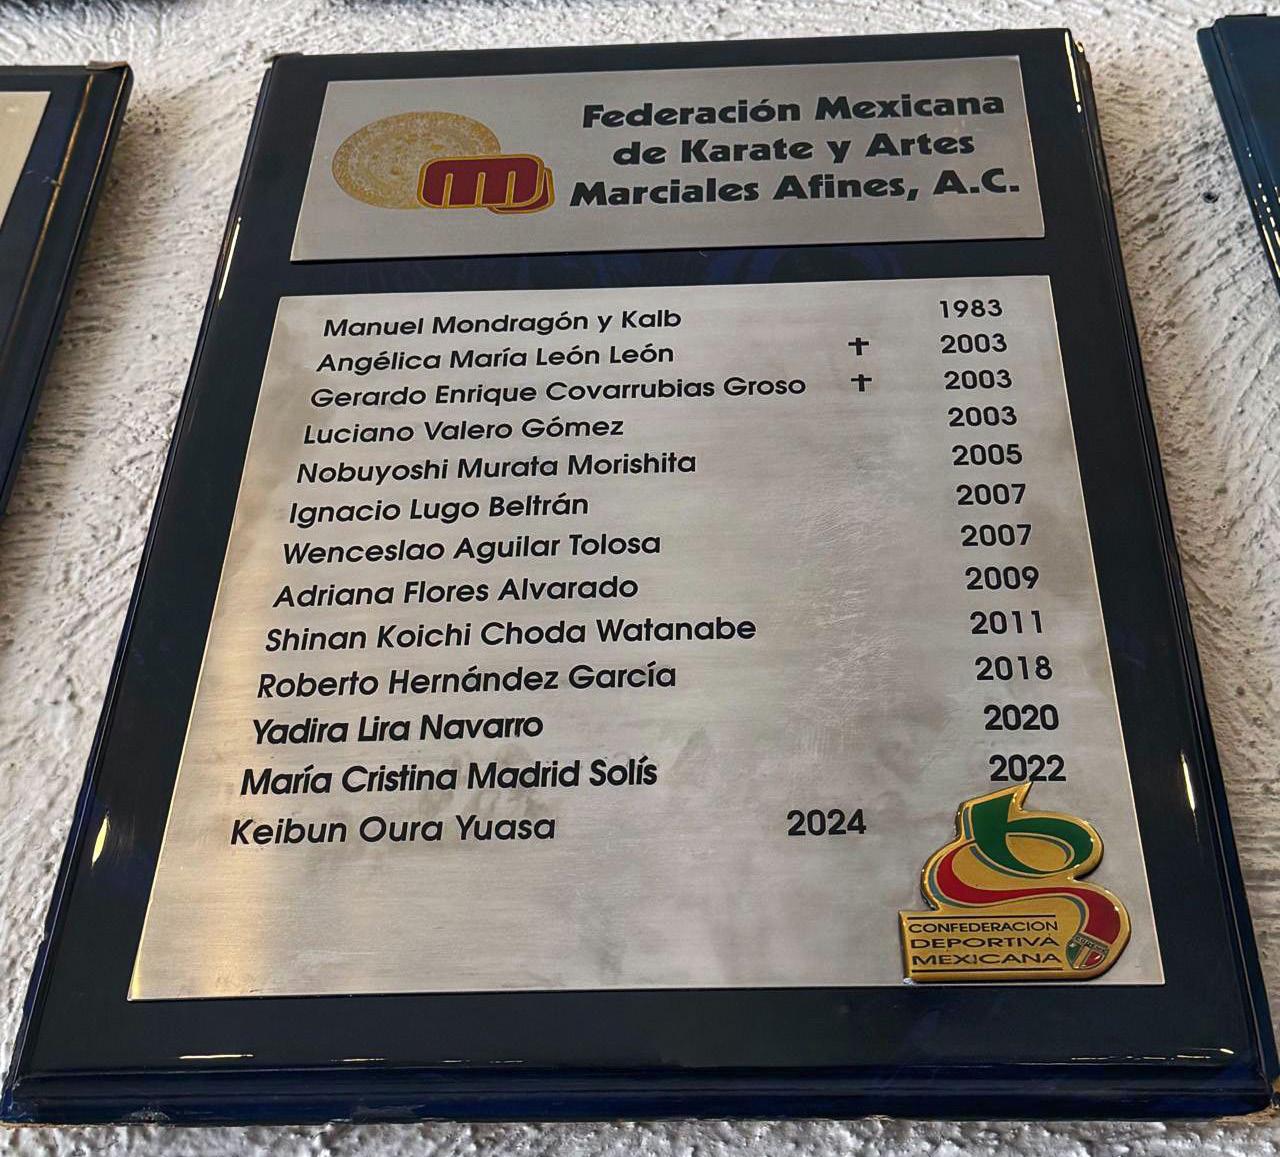 Federación Mexicana
de Karate y Artes
Marciales Afines, A.C.
Manuel Mondragón y Kalb 1983
Angélica María León León ✝ 2003
Gerardo Enrique Covarrubias Groso ✝ 2003
Luciano Valero Gómez 2003
Nobuyoshi Murata Morishita 2005
Ignacio Lugo Beltrán 2007
Wenceslao Aguilar Tolosa 2007
Adriana Flores Alvarado 2009
Shinan Koichi Choda Watanabe 2011
Roberto Hernández García 2018
Yadira Lira Navarro 2020
María Cristina Madrid Solís 2022
Keibun Oura Yuasa 2024
CONFEDERACION
DEPORTIVA
MEXICANA